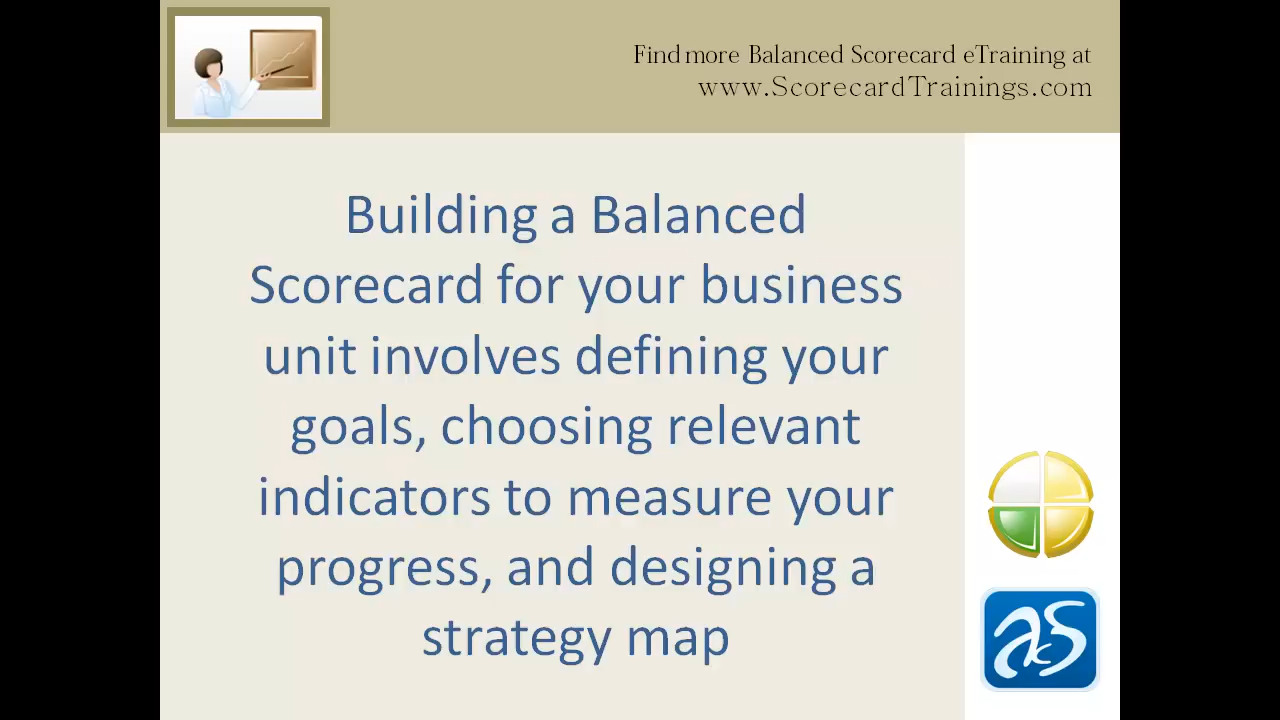 Find more Balanced Scorecard eTraining at
www.ScorecardTrainings.com
Building a Balanced
Scorecard for your business
unit involves defining your
goals, choosing relevant
indicators to measure your
progress, and designing a
strategy map
akS